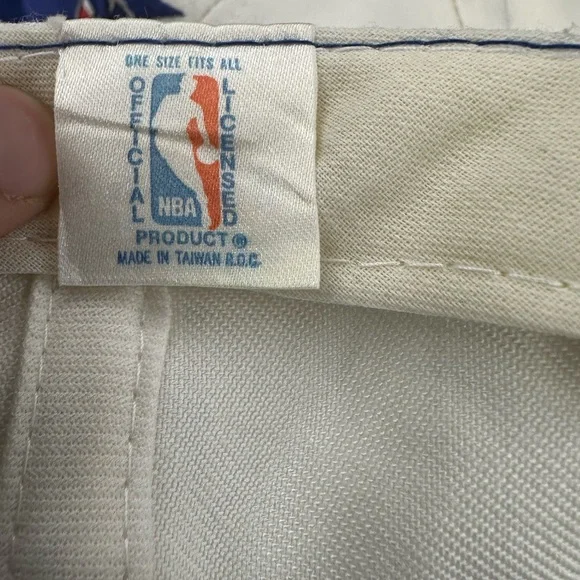 ONE SIZE FITS ALL
OFFICIAL
LICENSED
NBA
PRODUCT ®
MADE IN TAIWAN R.O.C.